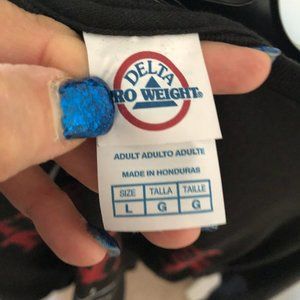 DELTA
RO WEIGHT®
ADULT ADULTO ADULTE
MADE IN HONDURAS
SIZE TALLA TAILLE
L G G